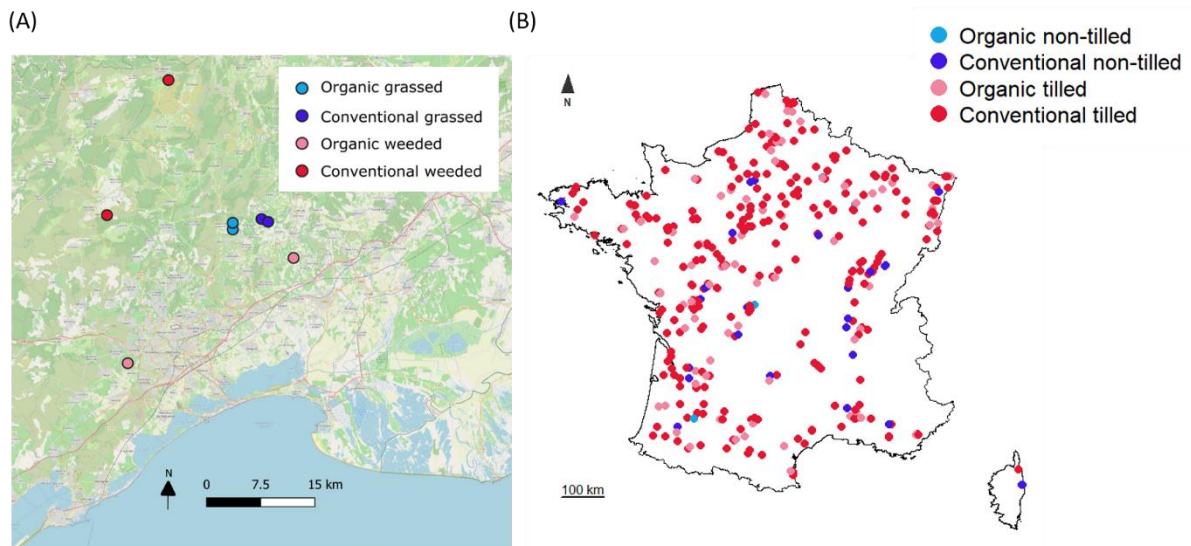 (A)
(B)
Organic grassed
Conventional grassed
Organic weeded
Conventional weeded
N
0 7.5 15 km
Organic non-tilled
Conventional non-tilled
Organic tilled
Conventional tilled
N
100 km